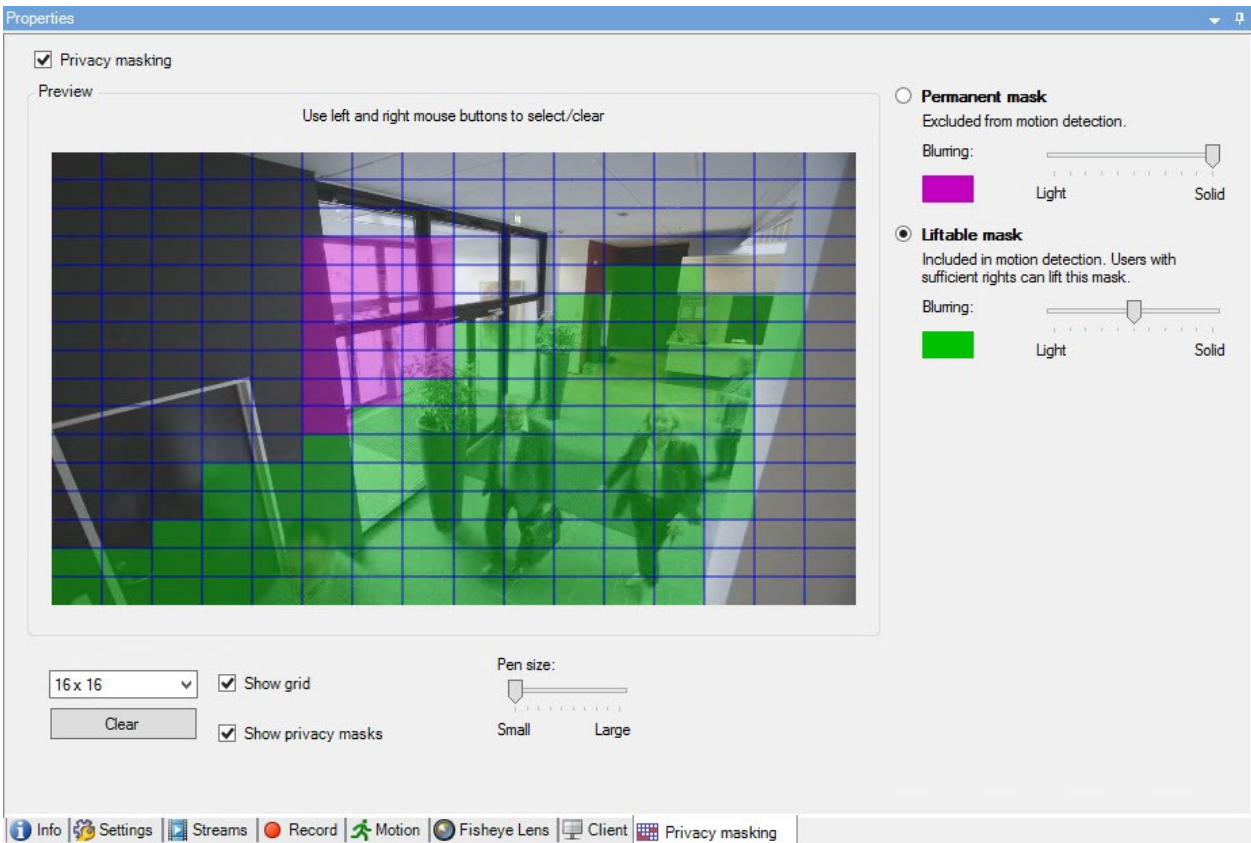 Properties
Privacy masking
Preview
Use left and right mouse buttons to select/clear
Permanent mask
Excluded from motion detection.
Blurring:
Light Solid
Liftable mask
Included in motion detection. Users with
sufficient rights can lift this mask.
Blurring:
Light Solid
16 x 16
Show grid
Pen size:
Clear
Show privacy masks
Small Large
Info Settings Streams Record Motion Fisheye Lens Client Privacy masking